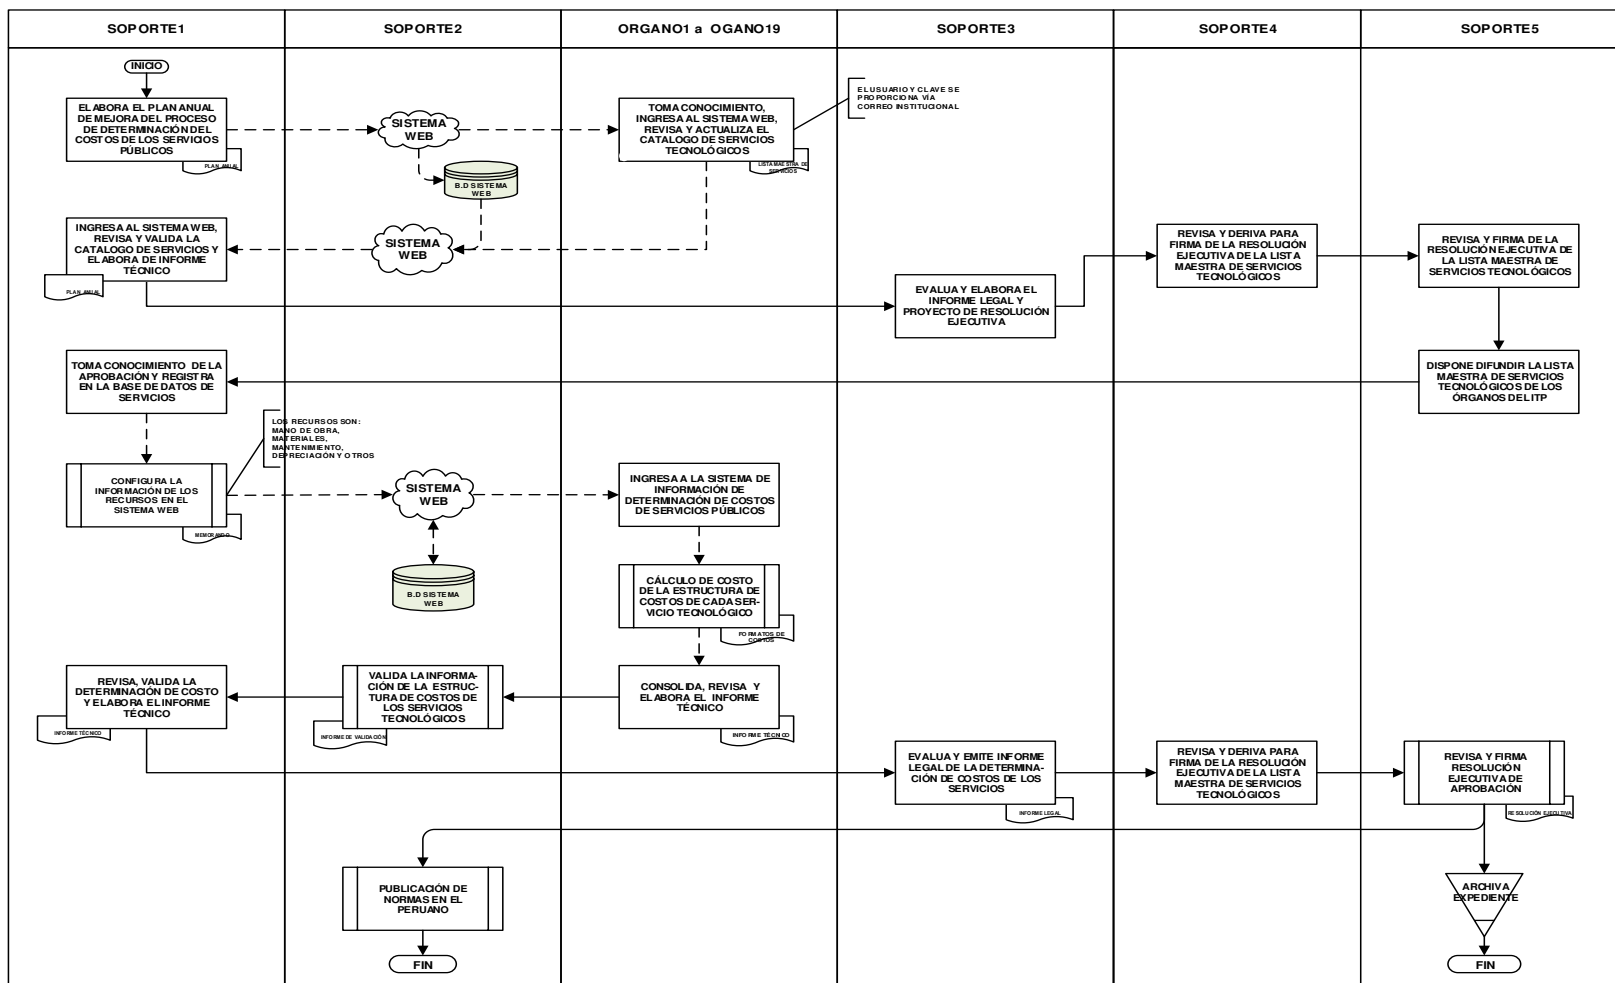 SOPORTE1
SOPORTE2
ORGANO1 a OGANO19
SOPORTE3
SOPORTE4
SOPORTE5
INICIO
ELABORA EL PLAN ANUAL
DE MEJORA DEL PROCESO
DE DETERMINACIÓN DEL
COSTOS DE LOS SERVICIOS
PÚBLICOS
PLAN ANUAL
SISTEMA
WEB
B.D SISTEMA
WEB
TOMA CONOCIMIENTO,
INGRESA AL SISTEMA WEB,
REVISA Y ACTUALIZA EL
CATALOGO DE SERVICIOS
TECNOLÓGICOS
LISTA MAESTRA DE
SERVICIOS
EL USUARIO Y CLAVE SE
PROPORCIONA VÍA
CORREO INSTITUCIONAL
INGRESA AL SISTEMA WEB,
REVISA Y VALIDA LA
CATALOGO DE SERVICIOS Y
ELABORA DE INFORME
TÉCNICO
PLAN ANUAL
SISTEMA
WEB
EVALUA Y ELABORA EL
INFORME LEGAL Y
PROYECTO DE RESOLUCIÓN
EJECUTIVA
REVISA Y DERIVA PARA
FIRMA DE LA RESOLUCIÓN
EJECUTIVA DE LA LISTA
MAESTRA DE SERVICIOS
TECNOLÓGICOS
REVISA Y FIRMA DE LA
RESOLUCIÓN EJECUTIVA DE
LA LISTA MAESTRA DE
SERVICIOS TECNOLÓGICOS
TOMA CONOCIMIENTO DE LA
APROBACIÓN Y REGISTRA
EN LA BASE DE DATOS DE
SERVICIOS
DISPONE DIFUNDIR LA LISTA
MAESTRA DE SERVICIOS
TECNOLÓGICOS DE LOS
ÓRGANOS DEL ITP
LOS RECURSOS SON:
MANO DE OBRA,
MATERIALES,
MANTENIMIENTO,
DEPRECIACIÓN Y OTROS
CONFIGURA LA
INFORMACIÓN DE LOS
RECURSOS EN EL
SISTEMA WEB
MEMORANDO
SISTEMA
WEB
B.D SISTEMA
WEB
INGRESA A LA SISTEMA DE
INFORMACIÓN DE
DETERMINACIÓN DE COSTOS
DE SERVICIOS PÚBLICOS
CÁLCULO DE COSTO
DE LA ESTRUCTURA DE
COSTOS DE CADA SER-
VICIO TECNOLÓGICO
FORMATOS DE
COSTOS
REVISA, VALIDA LA
DETERMINACIÓN DE COSTO
Y ELABORA EL INFORME
TÉCNICO
INFORME TÉCNICO
VALIDA LA INFORMA-
CIÓN DE LA ESTRUC-
TURA DE COSTOS DE
LOS SERVICIOS
TECNOLÓGICOS
INFORME DE VALIDACIÓN
CONSOLIDA, REVISA Y
ELABORA EL INFORME
TÉCNICO
INFORME TÉCNICO
EVALUA Y EMITE INFORME
LEGAL DE LA DETERMINA-
CIÓN DE COSTOS DE LOS
SERVICIOS
INFORME LEGAL
REVISA Y DERIVA PARA
FIRMA DE LA RESOLUCIÓN
EJECUTIVA DE LA LISTA
MAESTRA DE SERVICIOS
TECNOLÓGICOS
REVISA Y FIRMA
RESOLUCIÓN
EJECUTIVA DE
APROBACIÓN
RESOLUCIÓN EJECUTIVA
PUBLICACIÓN DE
NORMAS EN EL
PERUANO
ARCHIVA
EXPEDIENTE
FIN
FIN